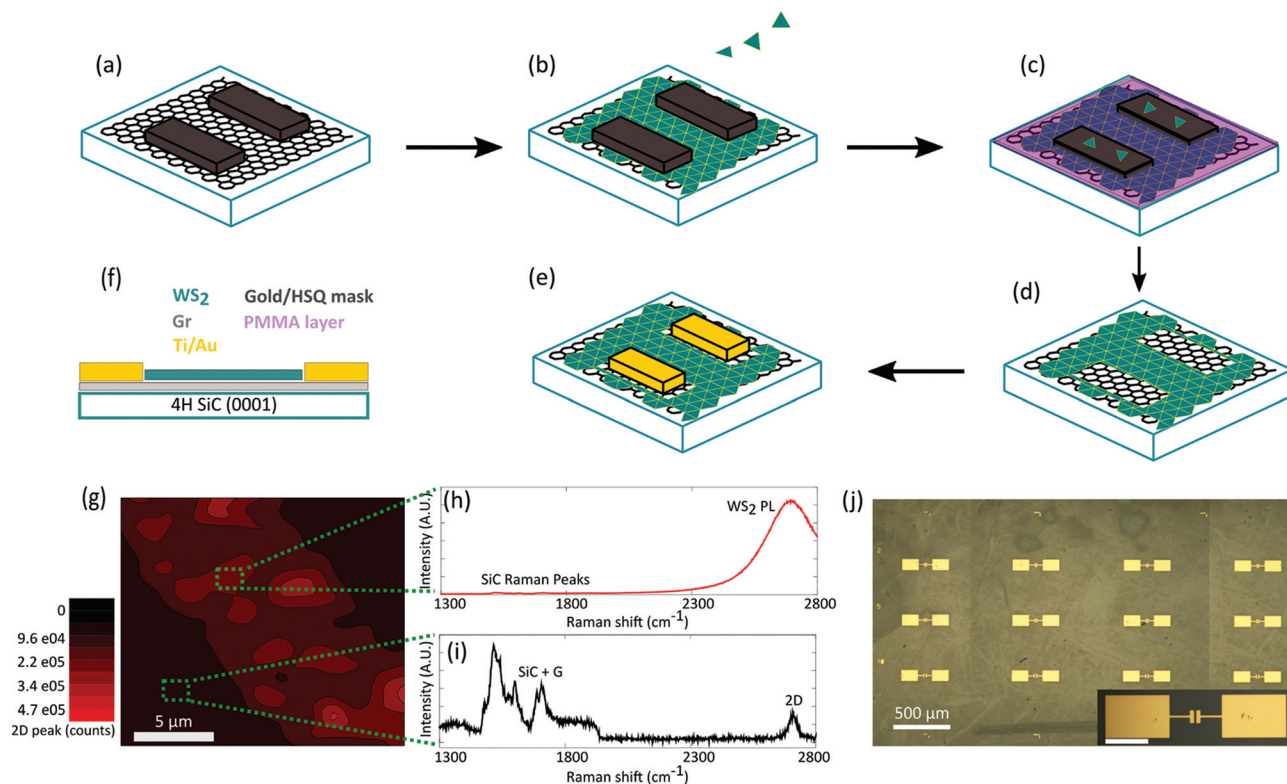 (a)
(b)
(c)
(f)
WS2 Gold/HSQ mask
Gr PMMA layer
Ti/Au
4H SiC (0001)
(e)
(d)
(g)
0
9.6 e04
2.2 e05
3.4 e05
4.7 e05
2D peak (counts)
5 µm
(h)
Intensity (A.U.)
WS2 PL
SiC Raman Peaks
1300 1800 2300 2800
Raman shift (cm-1)
(i)
Intensity (A.U.)
SiC + G
2D
1300 1800 2300 2800
Raman shift (cm-1)
(j)
500 µm